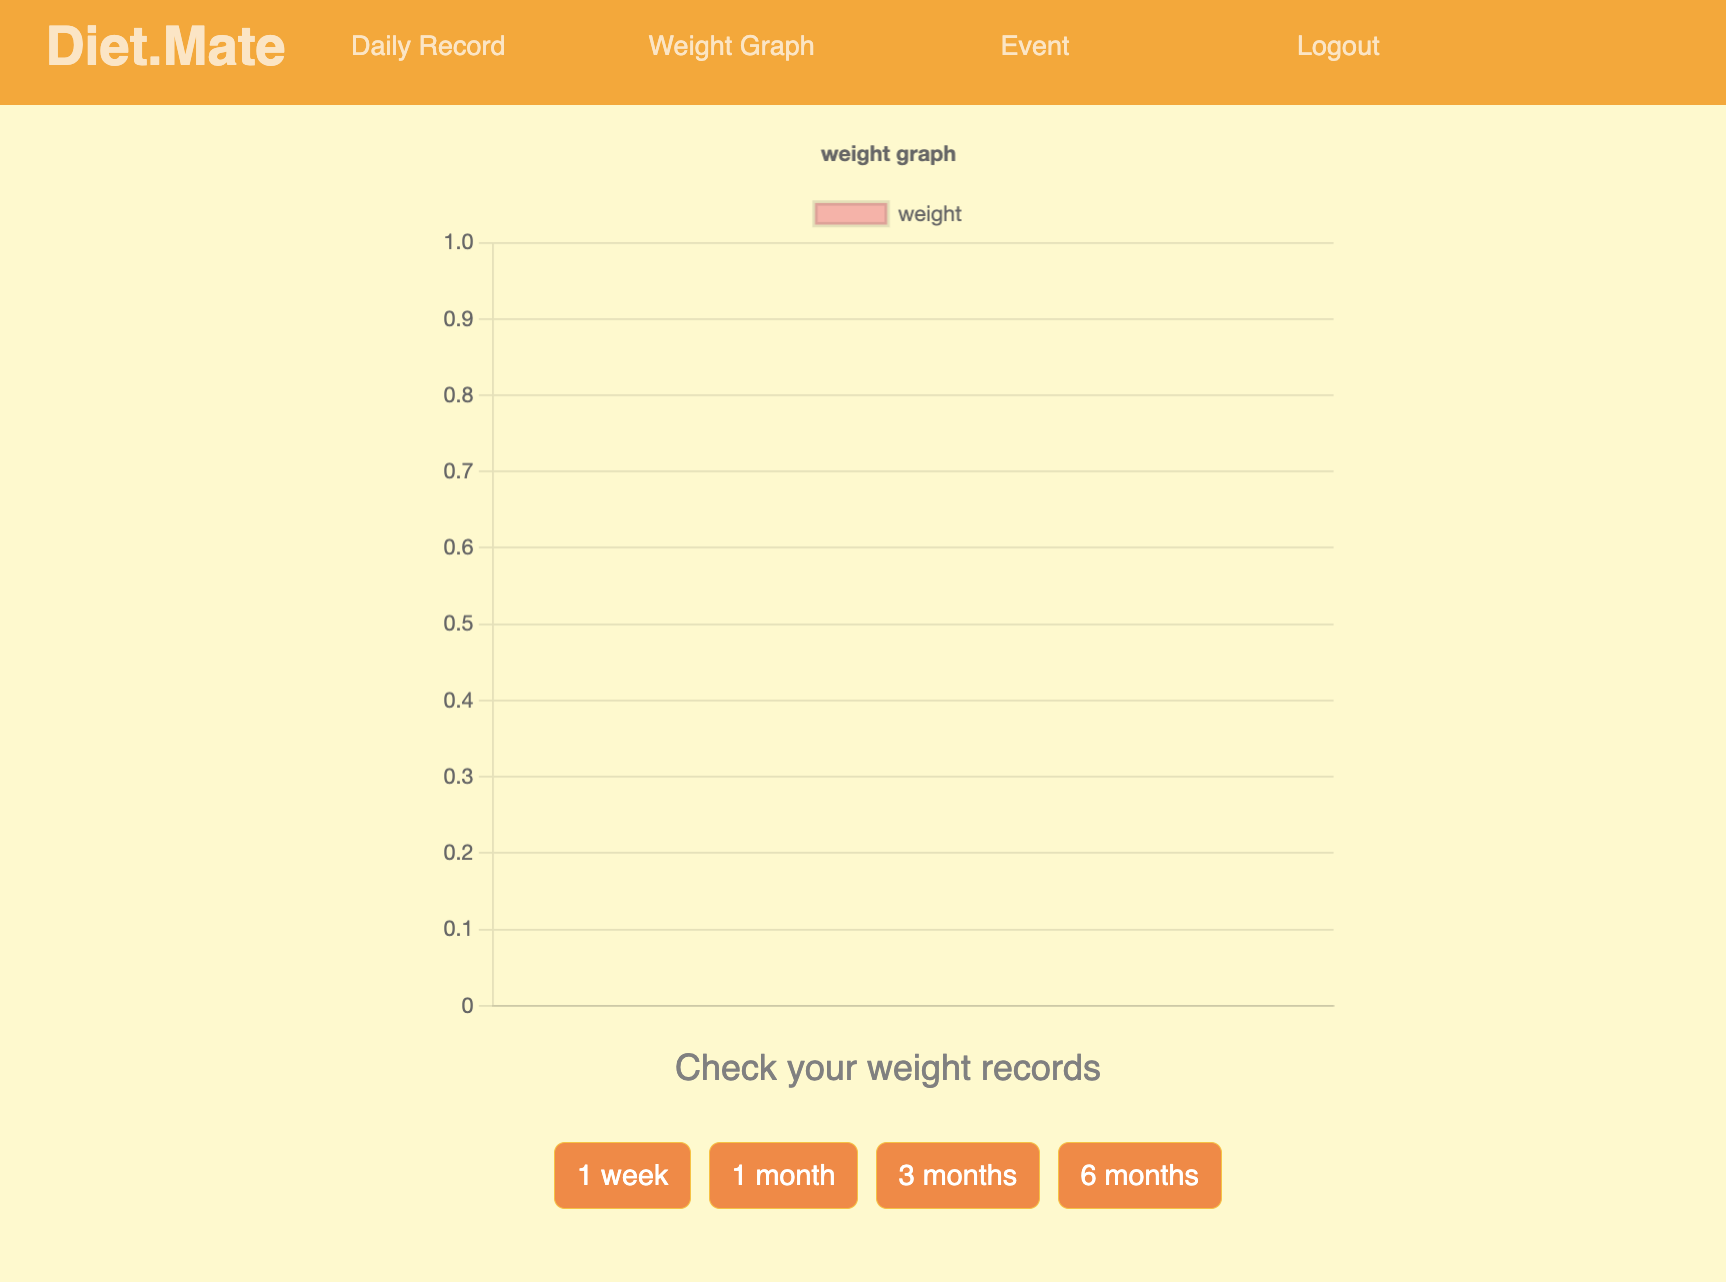 Diet.Mate Daily Record Weight Graph Event Logout
weight graph
weight
1.0
0.9
0.8
0.7
0.6
0.5
0.4
0.3
0.2
0.1
0
Check your weight records
1 week 1 month 3 months 6 months